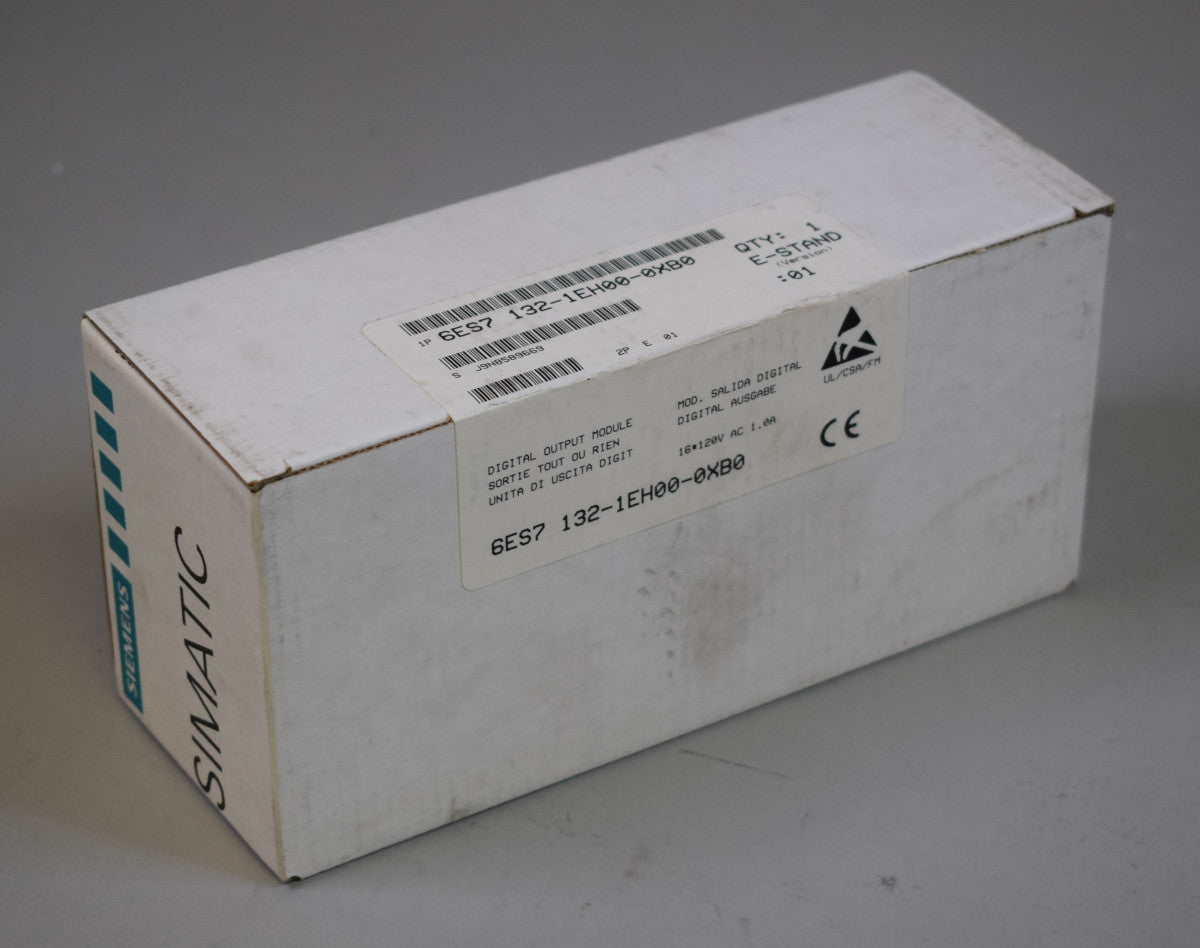 1P 6ES7 132-1EH00-0XB0
QTY: 1
E-STAND
(Version)
:01
S J9N8589669
2P E 01
DIGITAL OUTPUT MODULE
SORTIE TOUT OU RIEN
UNITA DI USCITA DIGIT
MOD. SALIDA DIGITAL
DIGITAL AUSGABE
16*120V AC 1.0A
6ES7 132-1EH00-0XB0
UL/CSA/FM
CE
SIEMENS
SIMATIC